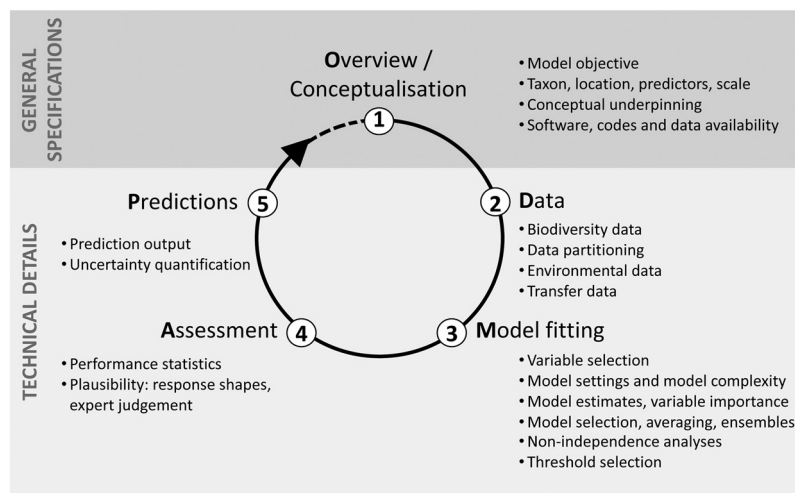 GENERAL
SPECIFICATIONS
Overview /
Conceptualisation
1
• Model objective
• Taxon, location, predictors, scale
• Conceptual underpinning
• Software, codes and data availability
TECHNICAL DETAILS
2
Data
• Biodiversity data
• Data partitioning
• Environmental data
• Transfer data
3
Model fitting
• Variable selection
• Model settings and model complexity
• Model estimates, variable importance
• Model selection, averaging, ensembles
• Non-independence analyses
• Threshold selection
Assessment
4
• Performance statistics
• Plausibility: response shapes,
expert judgement
Predictions
5
• Prediction output
• Uncertainty quantification